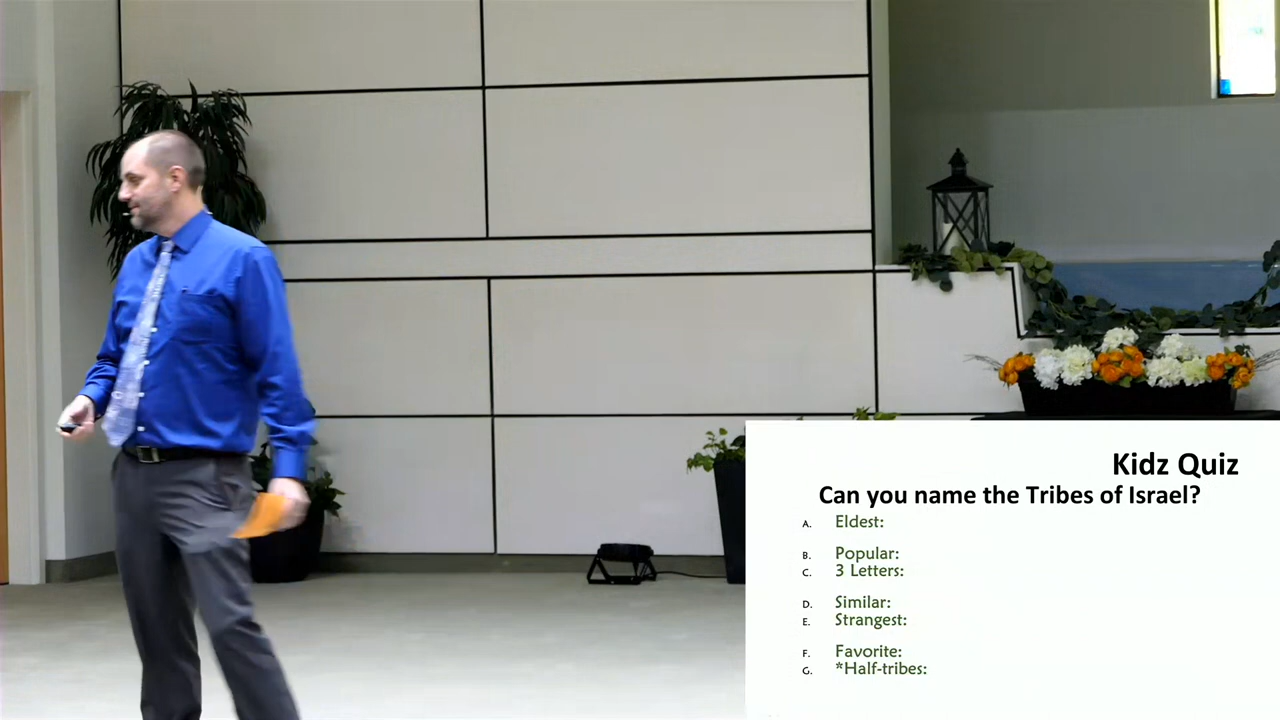 Kidz Quiz
Can you name the Tribes of Israel?
A. Eldest:
B. Popular:
C. 3 Letters:
D. Similar:
E. Strangest:
F. Favorite:
G. *Half-tribes: